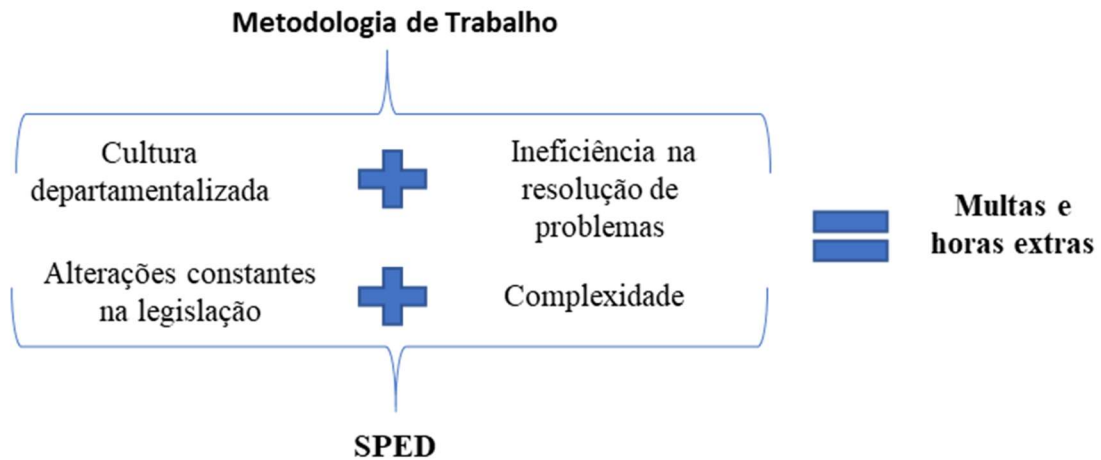 Metodologia de Trabalho
Cultura
departamentalizada
Ineficiência na
resolução de
problemas
Alterações constantes
na legislação
Complexidade
Multas e
horas extras
SPED